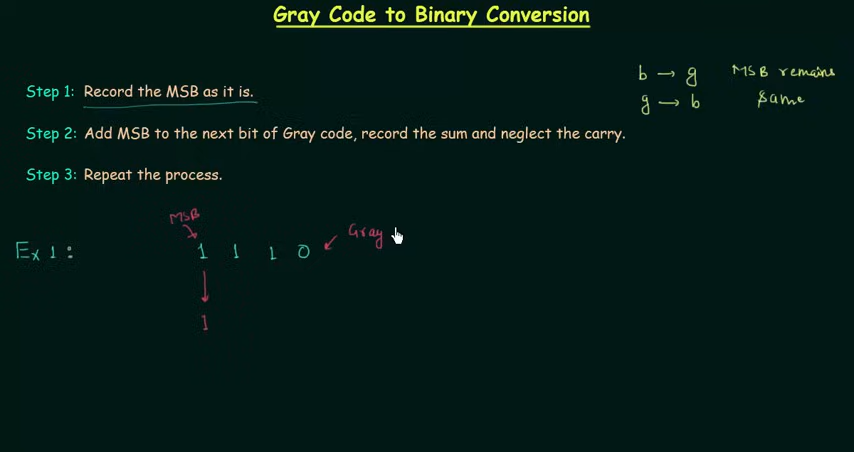 Gray Code to Binary Conversion
b → g MSB remains
Step 1: Record the MSB as it is.
g → b same
Step 2: Add MSB to the next bit of Gray code, record the sum and neglect the carry.
Step 3: Repeat the process.
MSB
Gray
Ex 1 : 1 1 1 0
1